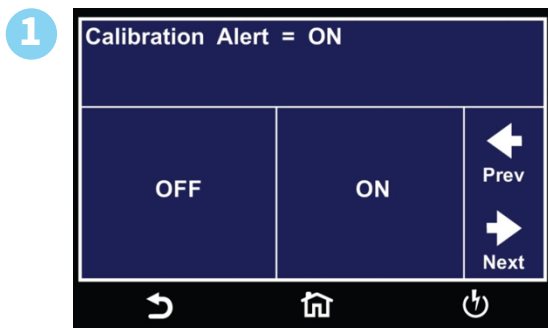 1
Calibration Alert = ON
OFF
ON
Prev
Next